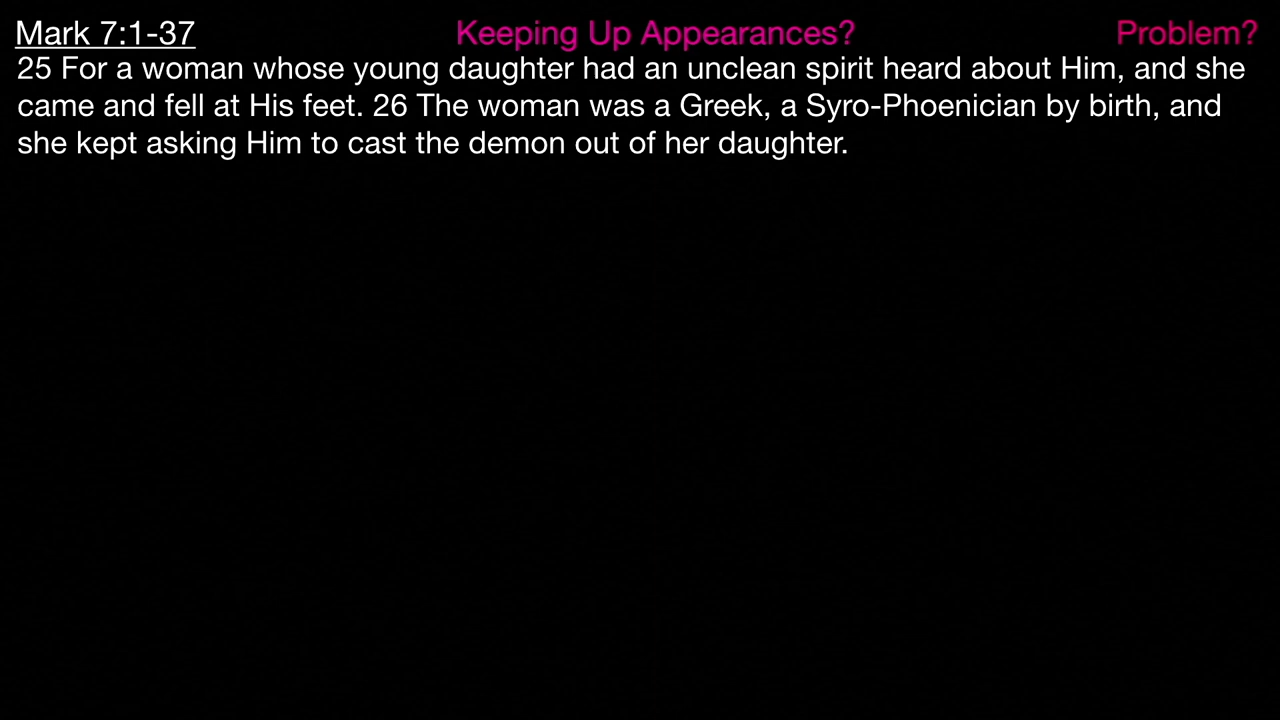 Mark 7:1-37 Keeping Up Appearances? Problem?
25 For a woman whose young daughter had an unclean spirit heard about Him, and she
came and fell at His feet. 26 The woman was a Greek, a Syro-Phoenician by birth, and
she kept asking Him to cast the demon out of her daughter.